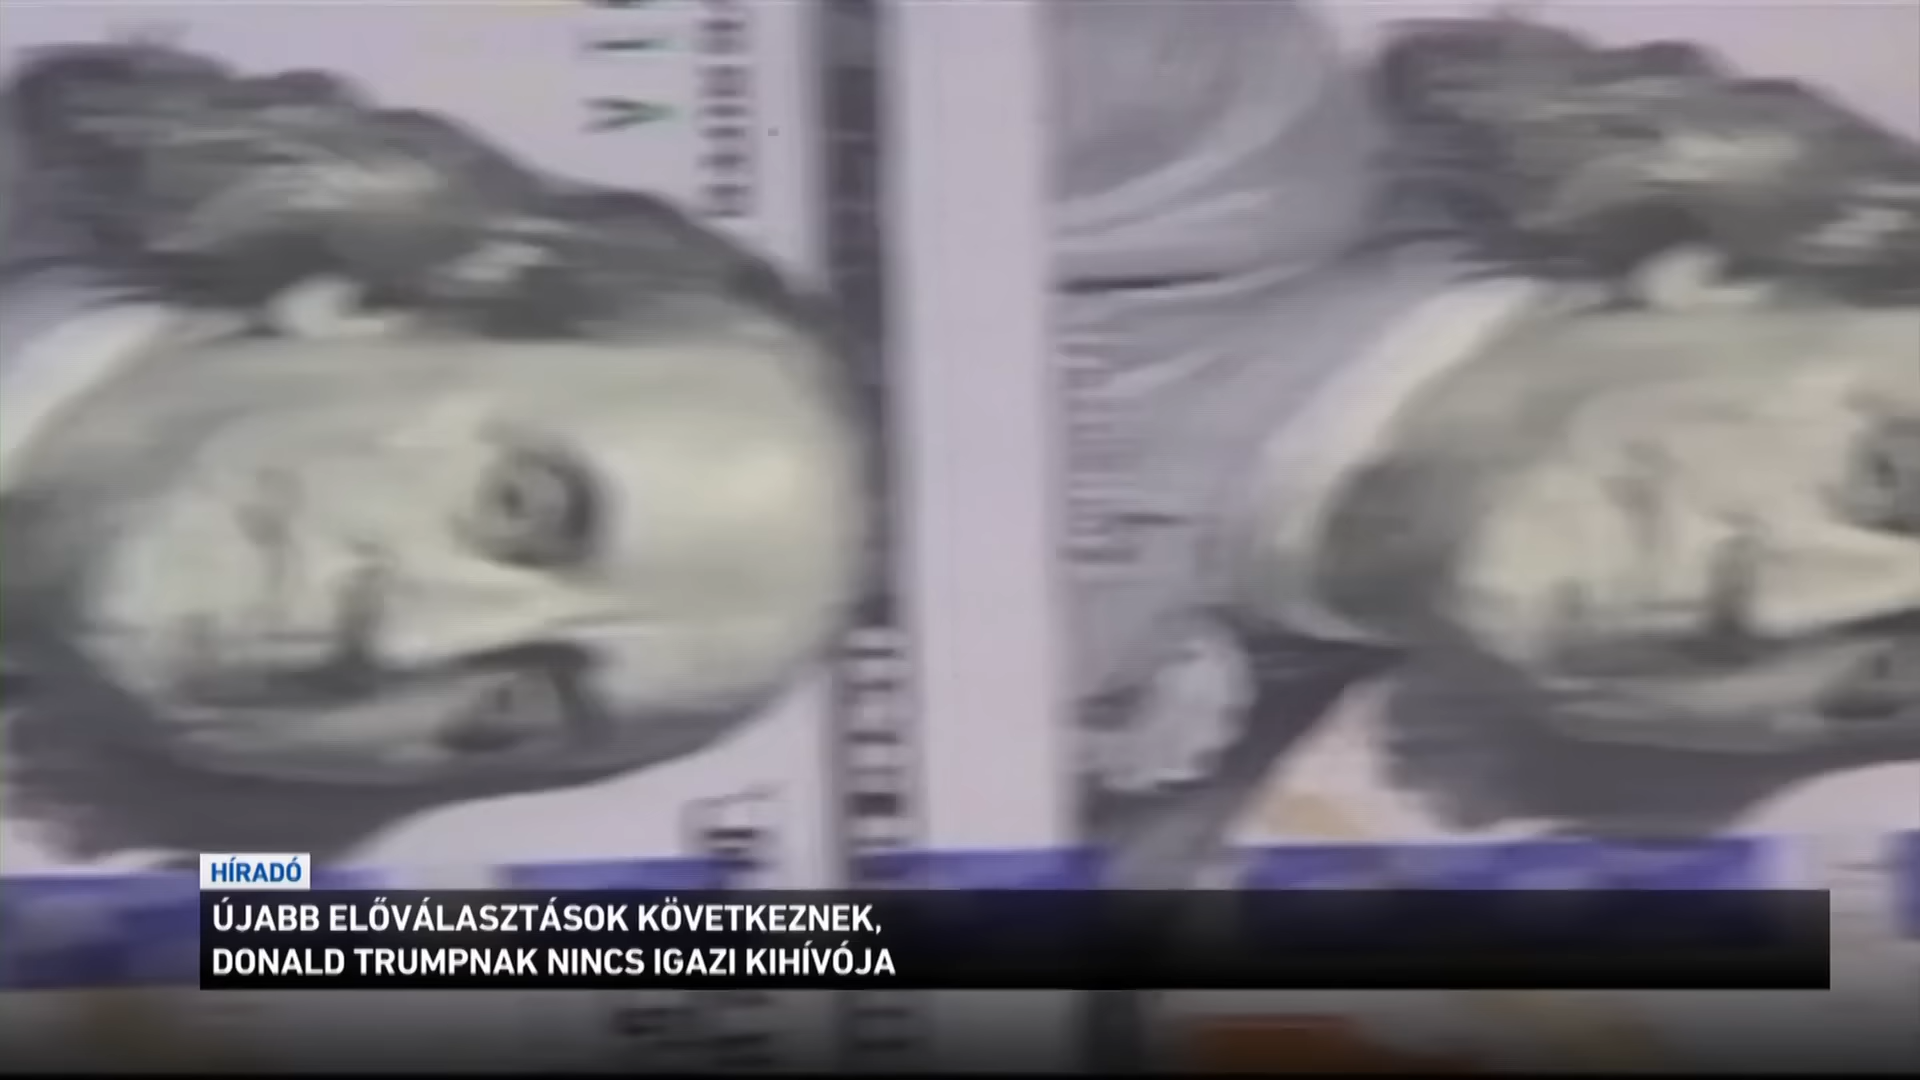 HÍRADÓ
ÚJABB ELŐVÁLASZTÁSOK KÖVETKEZNEK,
DONALD TRUMPNAK NINCS IGAZI KIHÍVÓJA